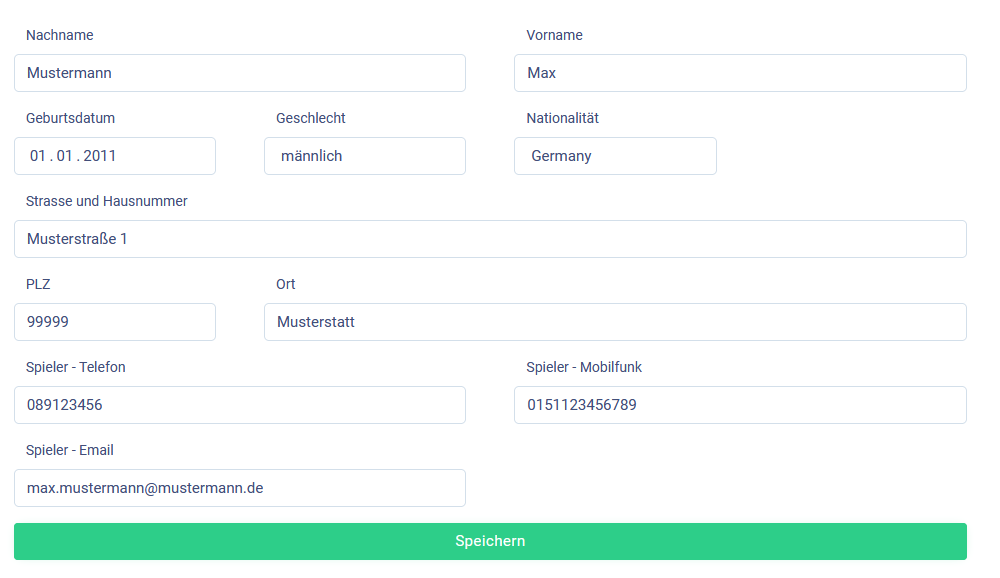 Nachname Vorname
Mustermann Max
Geburtsdatum Geschlecht Nationalität
01 . 01 . 2011 männlich Germany
Strasse und Hausnummer
Musterstraße 1
PLZ Ort
99999 Musterstatt
Spieler - Telefon Spieler - Mobilfunk
089123456 0151123456789
Spieler - Email
max.mustermann@mustermann.de
Speichern